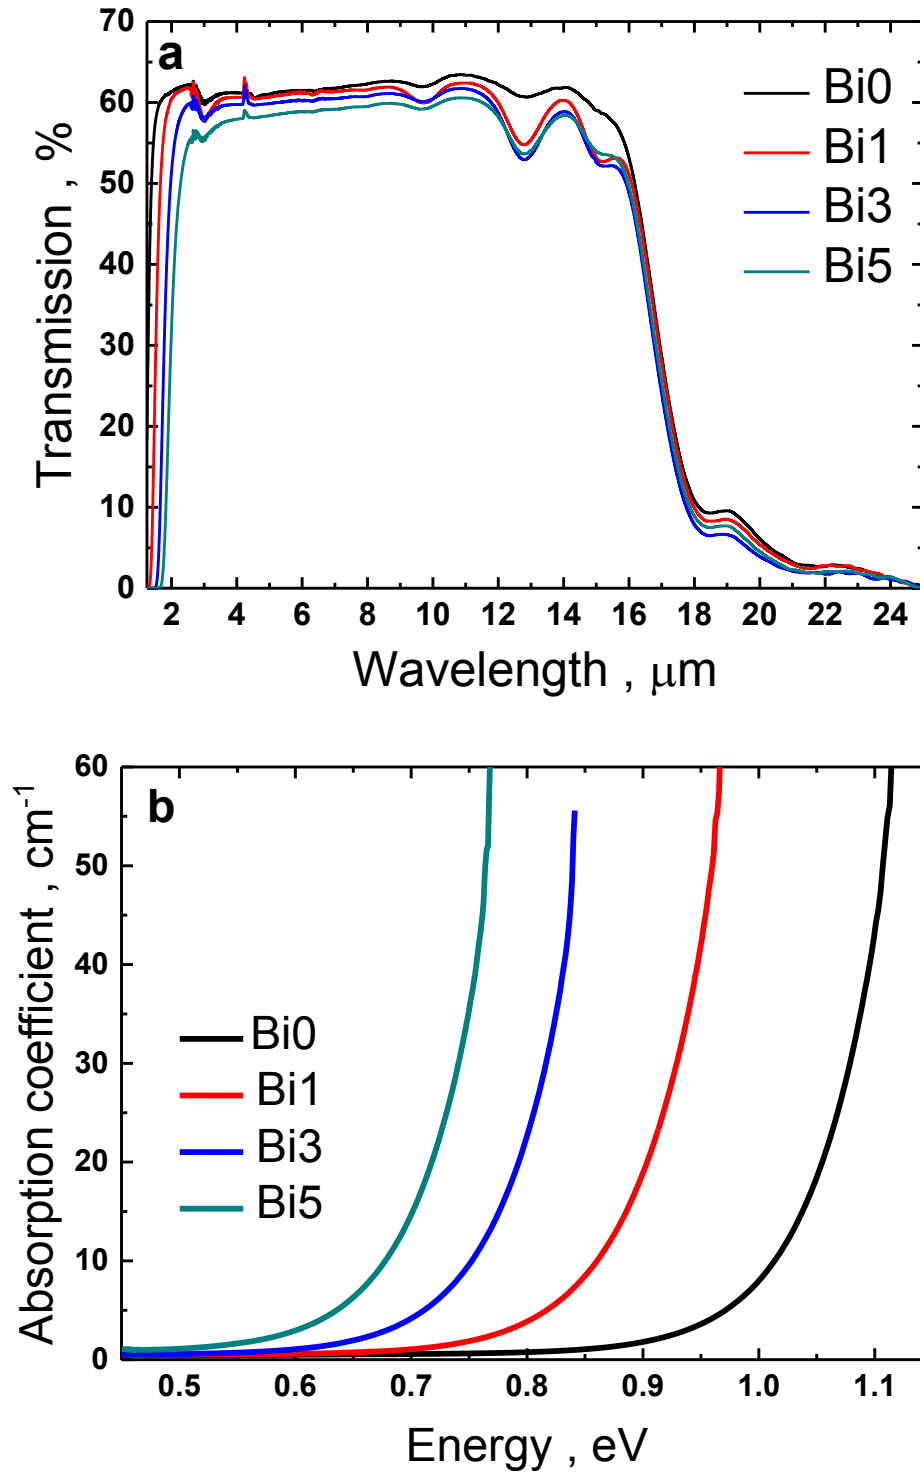 a
70
60
50
40
30
20
10
0
Transmission , %
Bi0
Bi1
Bi3
Bi5
2 4 6 8 10 12 14 16 18 20 22 24
Wavelength , μm
b
60
50
40
30
20
10
0
Absorption coefficient , cm⁻¹
Bi0
Bi1
Bi3
Bi5
0.5 0.6 0.7 0.8 0.9 1.0 1.1
Energy , eV